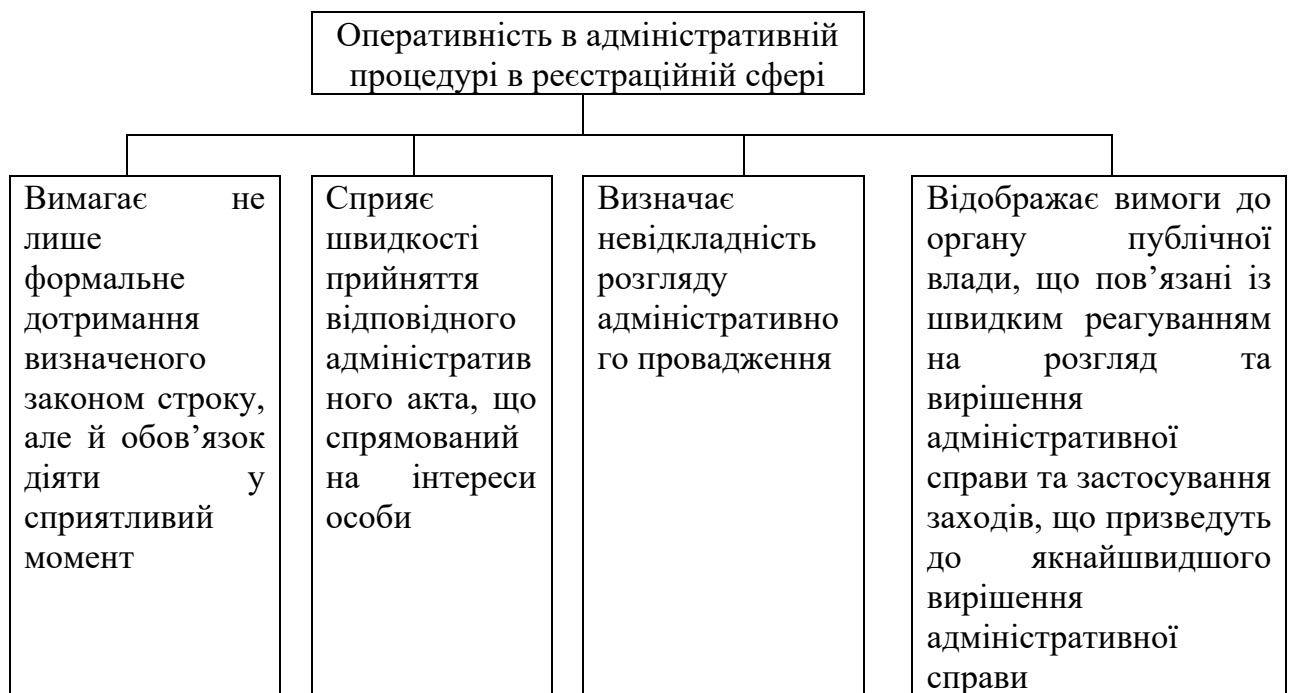 Оперативність в адміністративній
процедурі в реєстраційній сфері
Вимагає не
лише
формальне
дотримання
визначеного
законом строку,
але й обов’язок
діяти у
сприятливий
момент
Сприяє
швидкості
прийняття
відповідного
адміністратив
ного акта, що
спрямований
на інтереси
особи
Визначає
невідкладність
розгляду
адміністративно
го провадження
Відображає вимоги до
органу публічної
влади, що пов’язані із
швидким реагуванням
на розгляд та
вирішення
адміністративної
справи та застосування
заходів, що призведуть
до якнайшвидшого
вирішення
адміністративної
справи